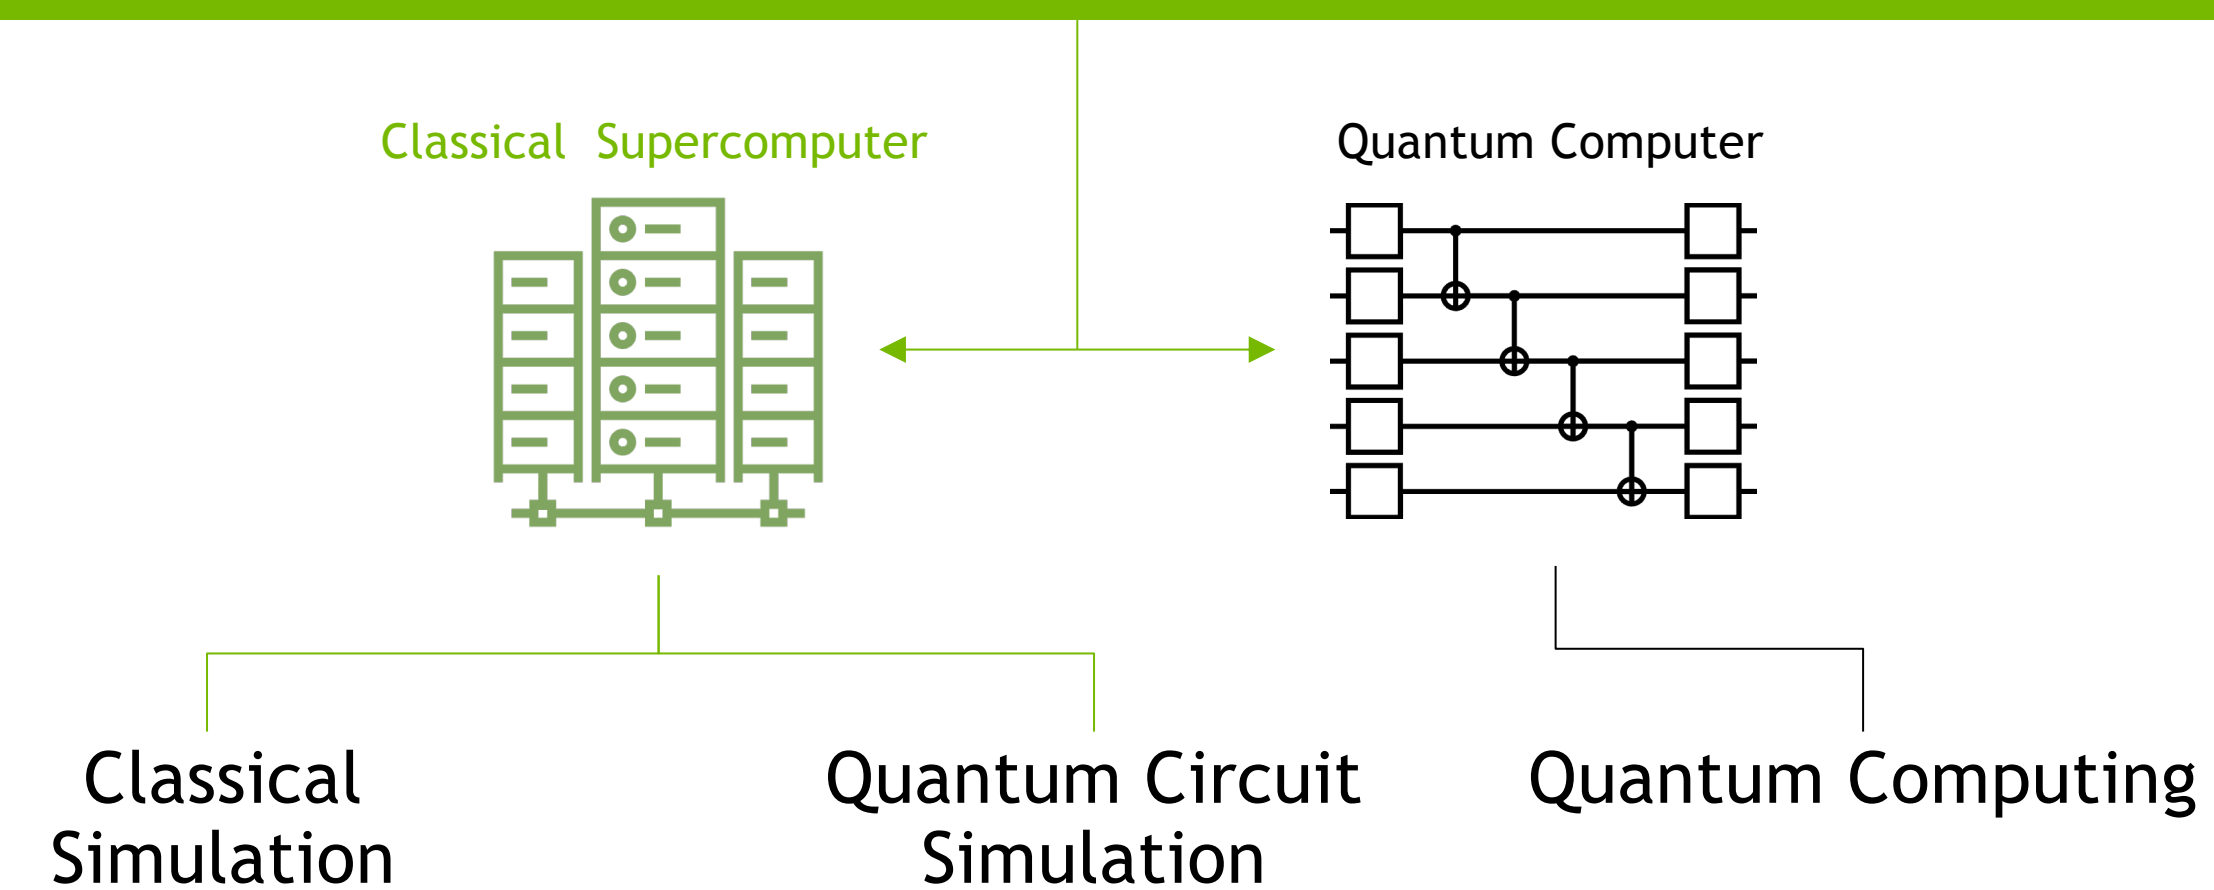 Classical Supercomputer
Quantum Computer
Classical
Simulation
Quantum Circuit
Simulation
Quantum Computing